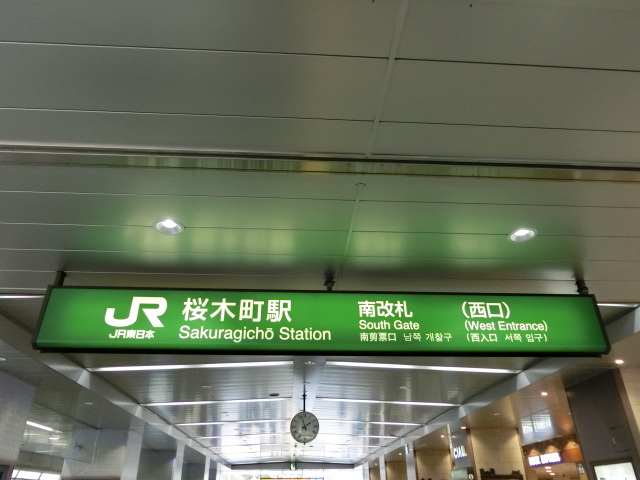 JR
JR東日本
桜木町駅
Sakuragichō Station
南改札
South Gate
南剪票口 남쪽 개찰구
(西口)
(West Entrance)
(西入口 서쪽 입구)